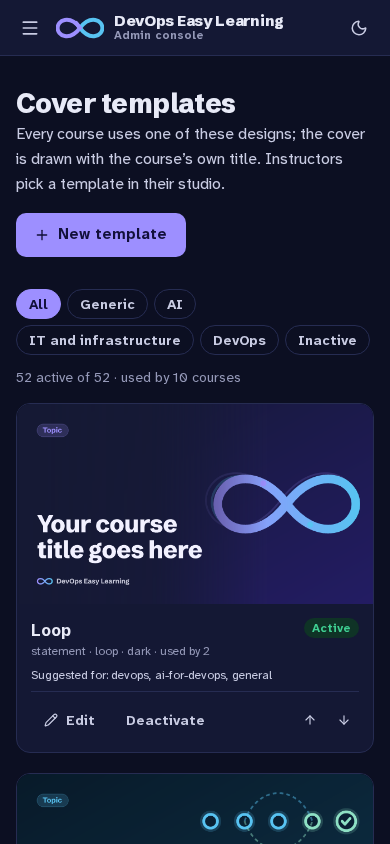 DevOps Easy Learning
Admin console
Cover templates
Every course uses one of these designs; the cover
is drawn with the course's own title. Instructors
pick a template in their studio.
New template
All
Generic
AI
IT and infrastructure
DevOps
Inactive
52 active of 52 · used by 10 courses
Topic
Your course
title goes here
DevOps Easy Learning
Loop
Active
statement · loop · dark · used by 2
Suggested for: devops, ai-for-devops, general
Edit
Deactivate
Topic